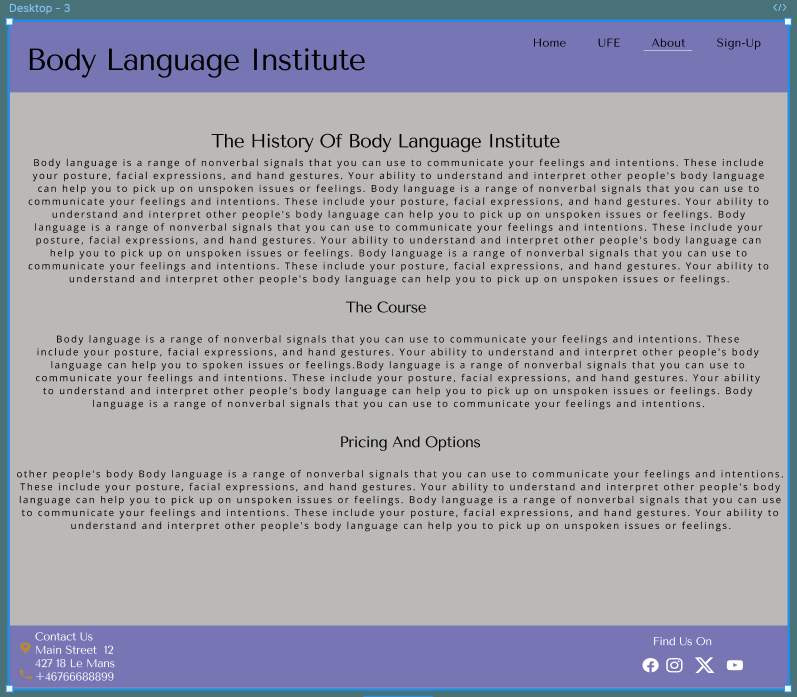 Desktop - 3
</>
Body Language Institute
Home UFE About Sign-Up
The History Of Body Language Institute
Body language is a range of nonverbal signals that you can use to communicate your feelings and intentions. These include
your posture, facial expressions, and hand gestures. Your ability to understand and interpret other people's body language
can help you to pick up on unspoken issues or feelings. Body language is a range of nonverbal signals that you can use to
communicate your feelings and intentions. These include your posture, facial expressions, and hand gestures. Your ability to
understand and interpret other people's body language can help you to pick up on unspoken issues or feelings. Body
language is a range of nonverbal signals that you can use to communicate your feelings and intentions. These include your
posture, facial expressions, and hand gestures. Your ability to understand and interpret other people's body language can
help you to pick up on unspoken issues or feelings. Body language is a range of nonverbal signals that you can use to
communicate your feelings and intentions. These include your posture, facial expressions, and hand gestures. Your ability to
understand and interpret other people's body language can help you to pick up on unspoken issues or feelings.
The Course
Body language is a range of nonverbal signals that you can use to communicate your feelings and intentions. These
include your posture, facial expressions, and hand gestures. Your ability to understand and interpret other people's body
language can help you to spoken issues or feelings.Body language is a range of nonverbal signals that you can use to
communicate your feelings and intentions. These include your posture, facial expressions, and hand gestures. Your ability
to understand and interpret other people's body language can help you to pick up on unspoken issues or feelings. Body
language is a range of nonverbal signals that you can use to communicate your feelings and intentions.
Pricing And Options
other people's body Body language is a range of nonverbal signals that you can use to communicate your feelings and intentions.
These include your posture, facial expressions, and hand gestures. Your ability to understand and interpret other people's body
language can help you to pick up on unspoken issues or feelings. Body language is a range of nonverbal signals that you can use
to communicate your feelings and intentions. These include your posture, facial expressions, and hand gestures. Your ability to
understand and interpret other people's body language can help you to pick up on unspoken issues or feelings.
Contact Us
Main Street 12
427 18 Le Mans
+46766688899
Find Us On